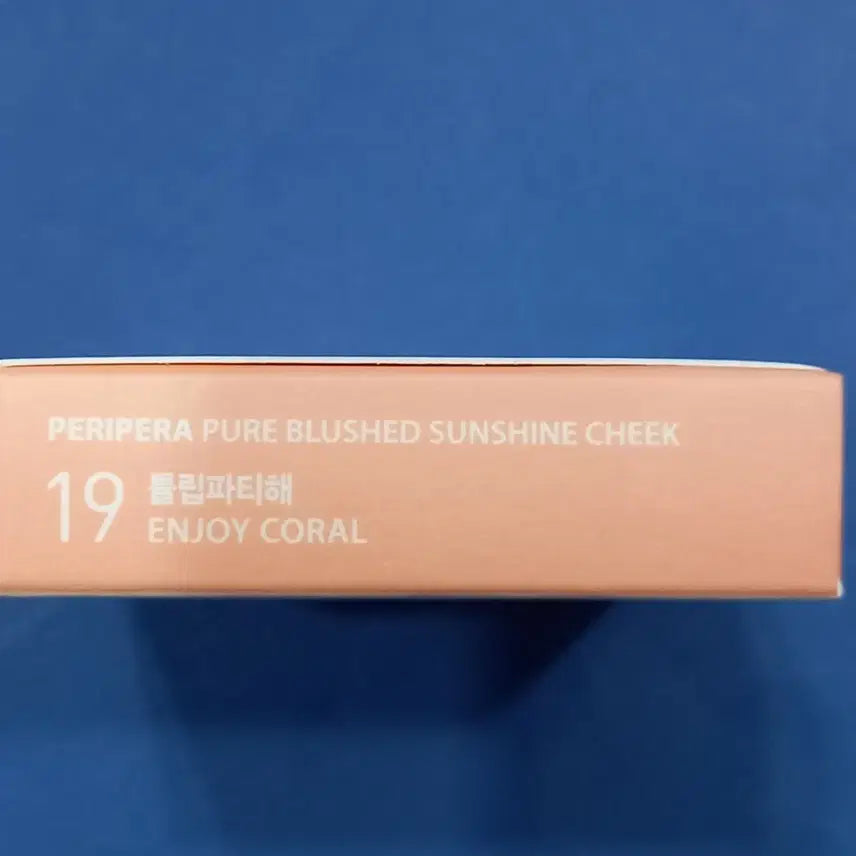 PERIPERA PURE BLUSHED SUNSHINE CHEEK
19 튤립파티해
ENJOY CORAL